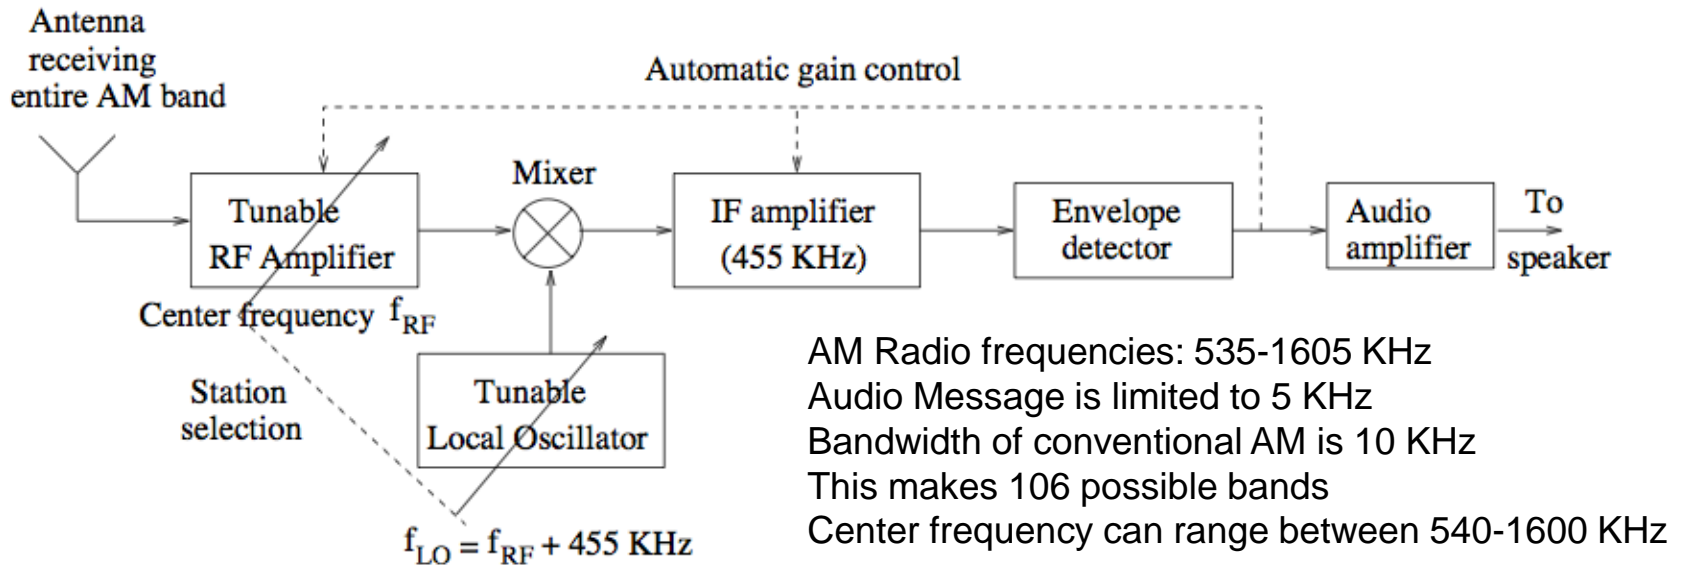 Antenna
receiving
entire AM band
Automatic gain control
Mixer
Tunable
RF Amplifier
IF amplifier
(455 KHz)
Envelope
detector
Audio
amplifier
To
speaker
Center frequency f_RF
Station
selection
Tunable
Local Oscillator
f_LO = f_RF + 455 KHz
AM Radio frequencies: 535-1605 KHz
Audio Message is limited to 5 KHz
Bandwidth of conventional AM is 10 KHz
This makes 106 possible bands
Center frequency can range between 540-1600 KHz